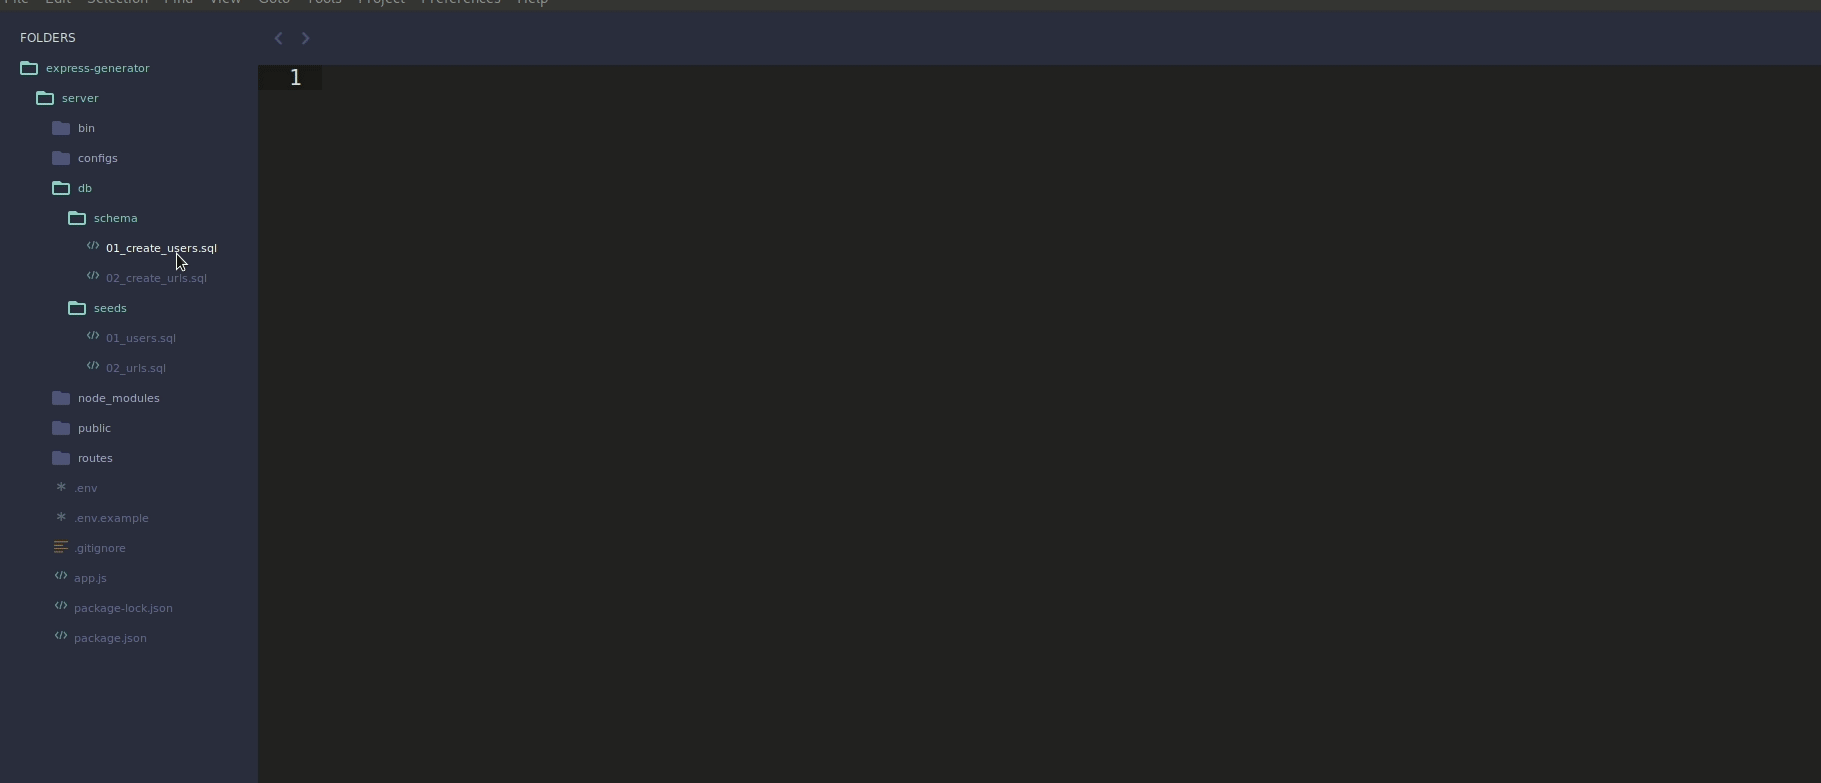 File Edit Selection Find View Goto Tools Project Preferences Help
FOLDERS
express-generator
1
server
bin
configs
db
schema
01_create_users.sql
02_create_urls.sql
seeds
01_users.sql
02_urls.sql
node_modules
public
routes
.env
.env.example
.gitignore
app.js
package-lock.json
package.json